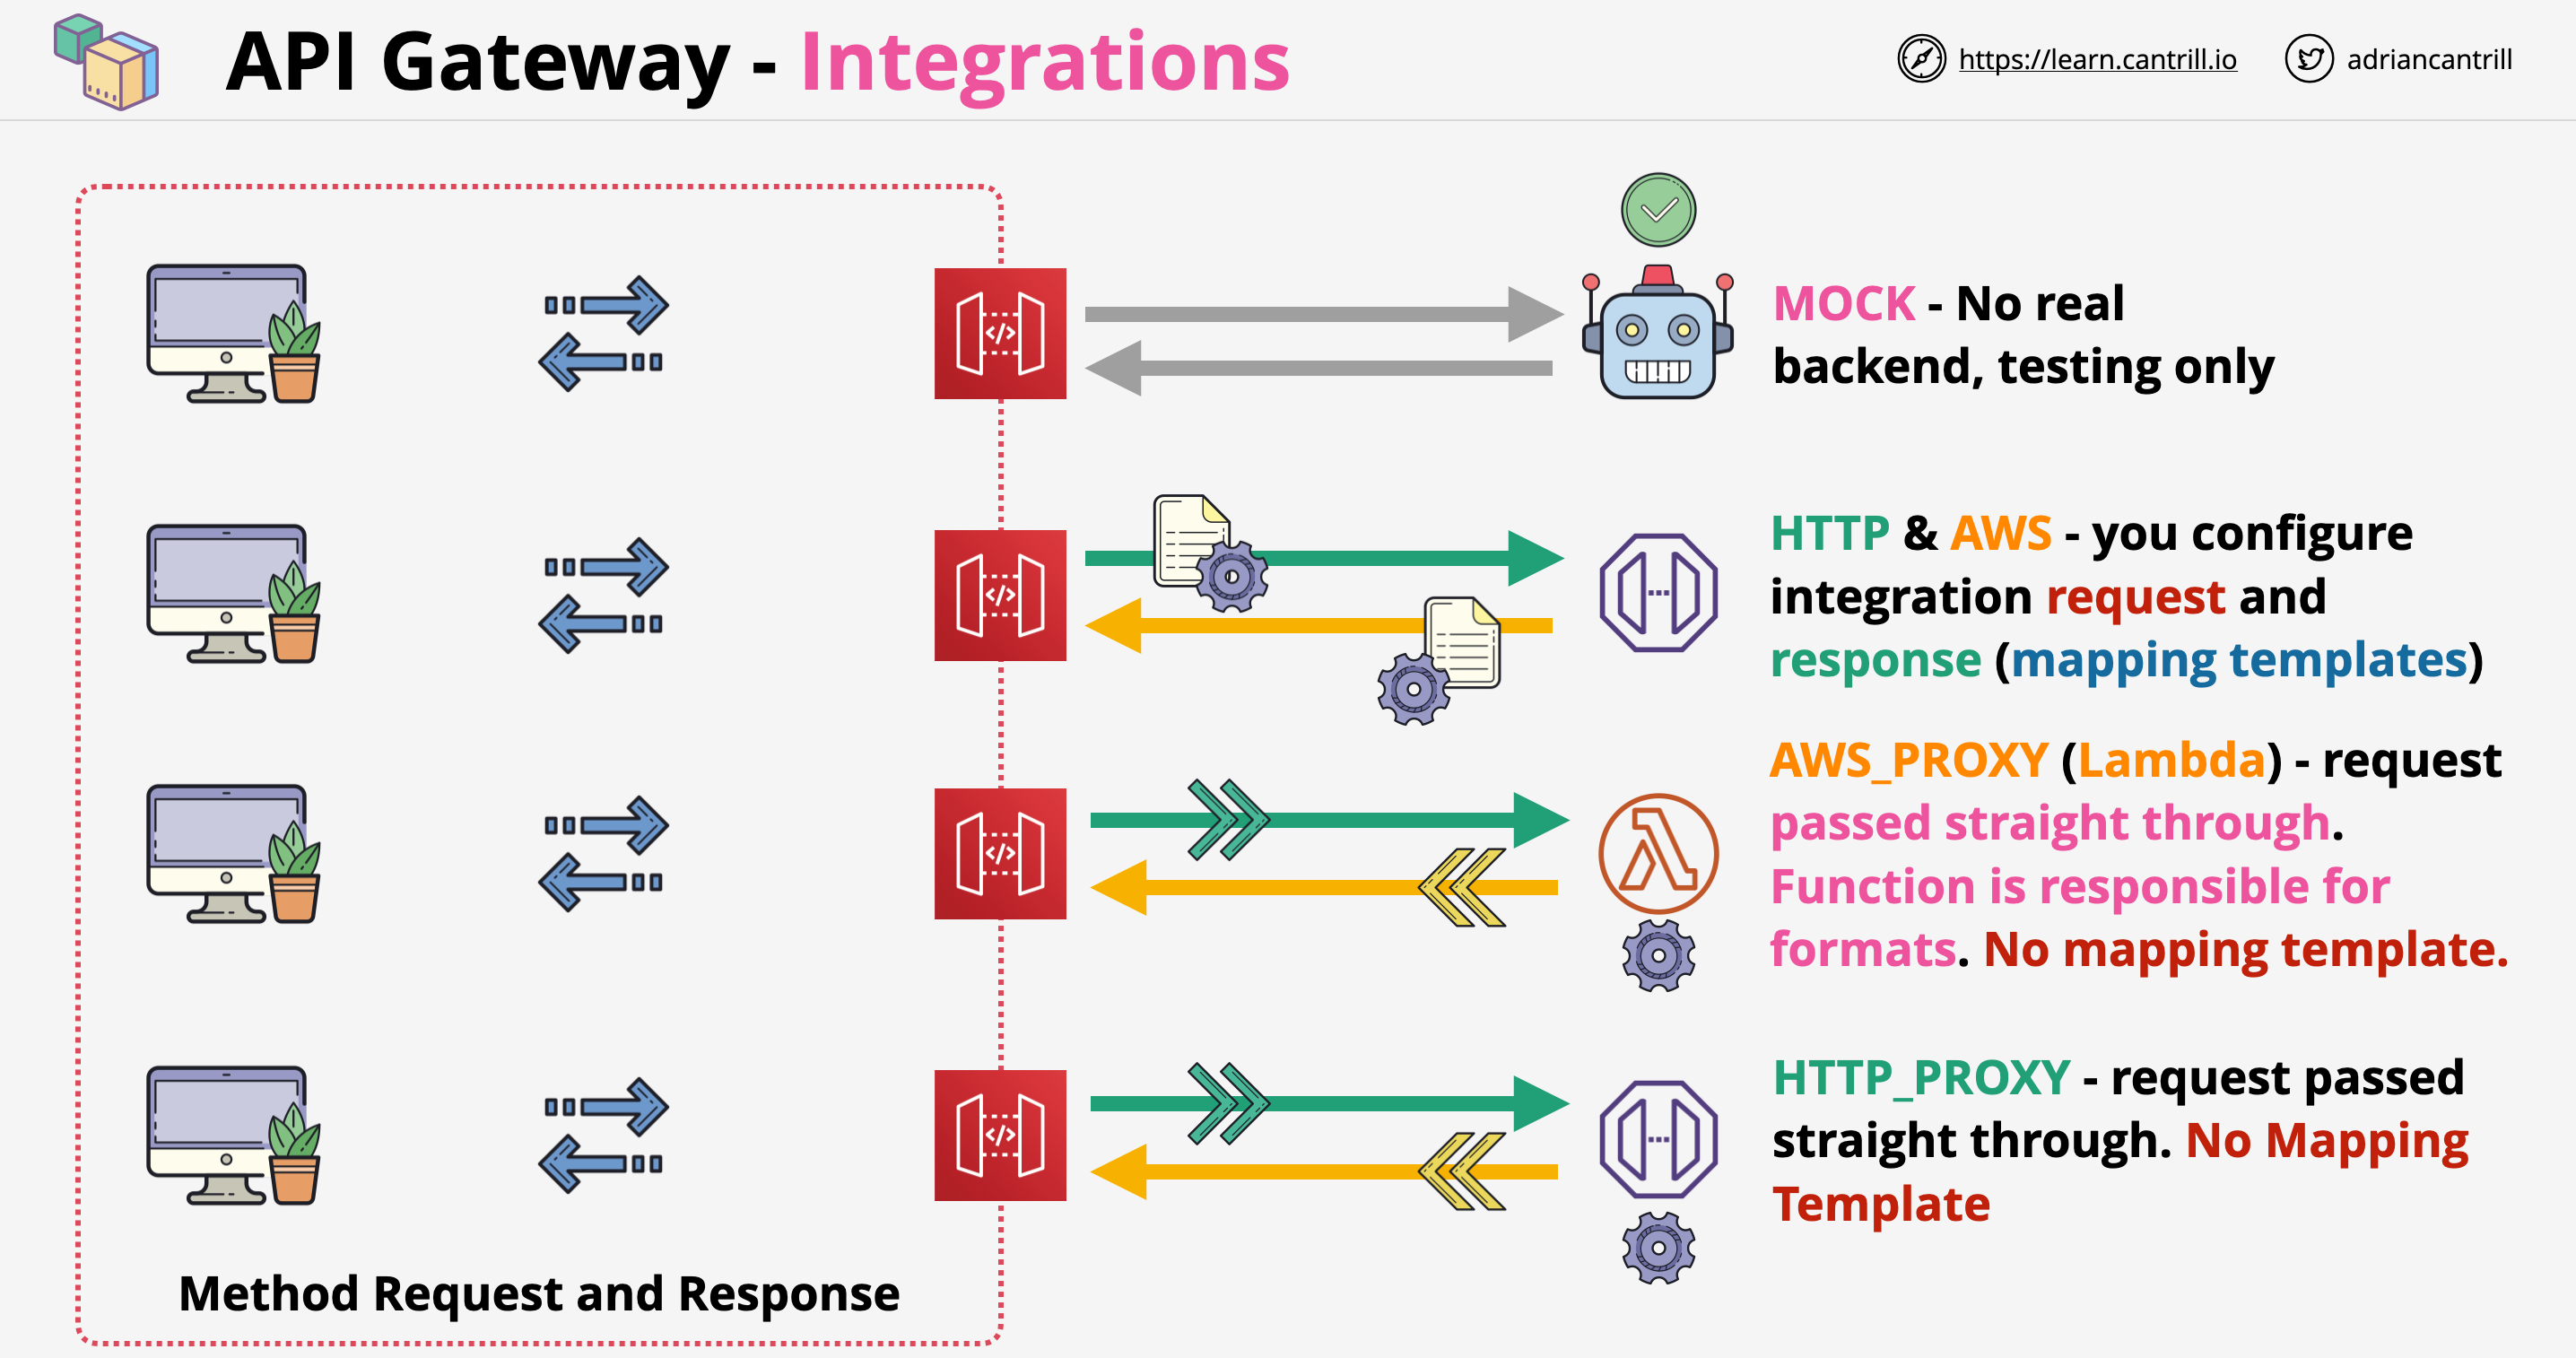 API Gateway - Integrations
https://learn.cantrill.io
adriancantrill
MOCK - No real
backend, testing only
HTTP & AWS - you configure
integration request and
response (mapping templates)
AWS_PROXY (Lambda) - request
passed straight through.
Function is responsible for
formats. No mapping template.
HTTP_PROXY - request passed
straight through. No Mapping
Template
Method Request and Response